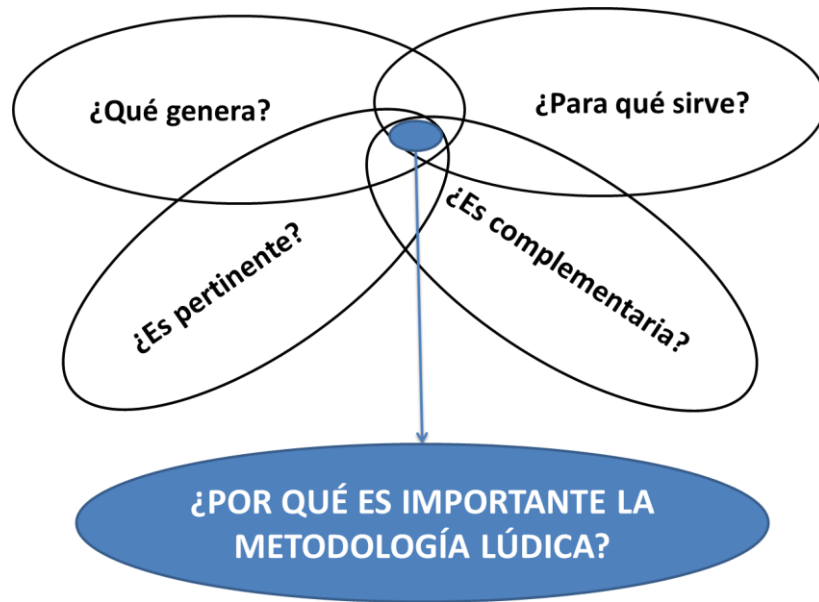 ¿Qué genera?
¿Para qué sirve?
¿Es pertinente?
¿Es complementaria?
¿POR QUÉ ES IMPORTANTE LA
METODOLOGÍA LÚDICA?